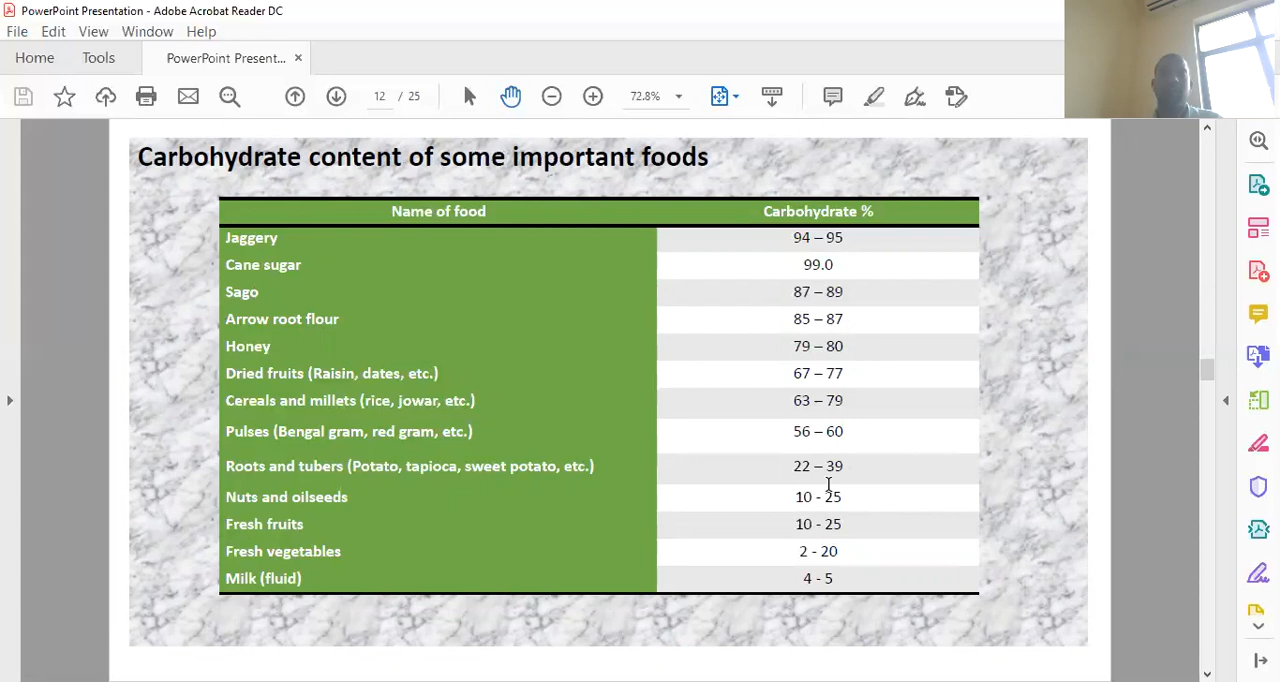 PowerPoint Presentation - Adobe Acrobat Reader DC
File Edit View Window Help
Home Tools PowerPoint Present... ×
12 / 25 72.8%
Carbohydrate content of some important foods
Name of food Carbohydrate %
Jaggery 94 – 95
Cane sugar 99.0
Sago 87 – 89
Arrow root flour 85 – 87
Honey 79 – 80
Dried fruits (Raisin, dates, etc.) 67 – 77
Cereals and millets (rice, jowar, etc.) 63 – 79
Pulses (Bengal gram, red gram, etc.) 56 – 60
Roots and tubers (Potato, tapioca, sweet potato, etc.) 22 – 39
Nuts and oilseeds 10 - 25
Fresh fruits 10 - 25
Fresh vegetables 2 - 20
Milk (fluid) 4 - 5